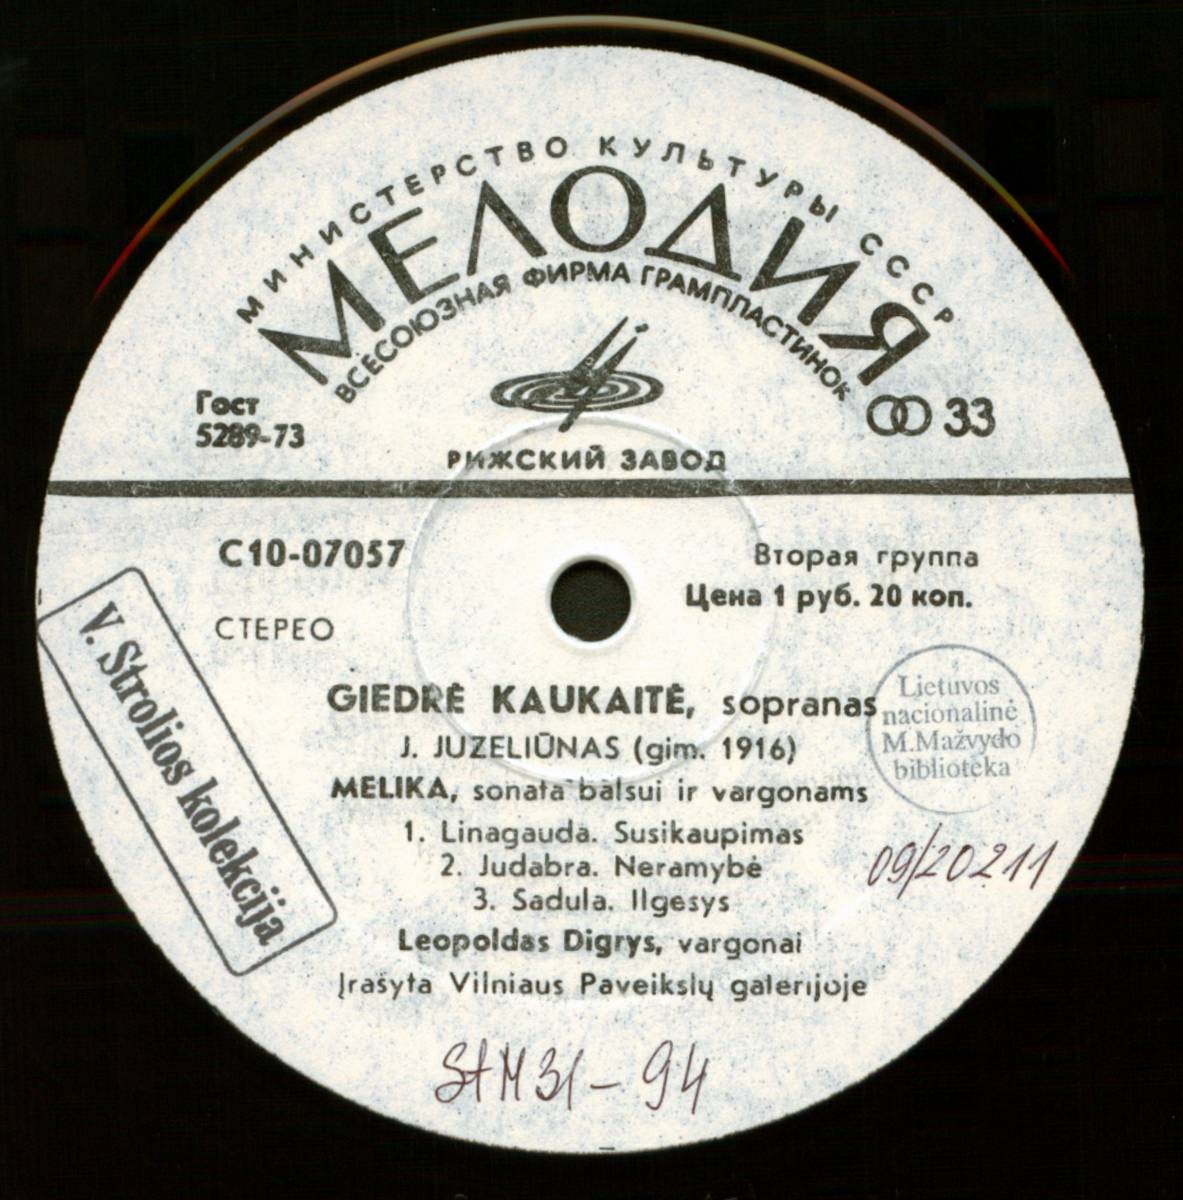 МИНИСТЕРСТВО КУЛЬТУРЫ СССР
МЕЛОДИЯ
ВСЕСОЮЗНАЯ ФИРМА ГРАМПЛАСТИНОК
Гост
5289-73
33
РИЖСКИЙ ЗАВОД
С10-07057
Вторая группа
Цена 1 руб. 20 коп.
СТЕРЕО
V. Strolios kolekcija
GIEDRĖ KAUKAITĖ, sopranas
J. JUZELIŪNAS (gim. 1916)
MELIKA, sonata balsui ir vargonams
1. Linagauda. Susikaupimas
2. Judabra. Neramybė
3. Sadula. Ilgesys
Leopoldas Digrys, vargonai
Įrašyta Vilniaus Paveikslų galerijoje
Lietuvos
nacionalinė
M.Mažvydo
biblioteka
09/20211
StM31-94